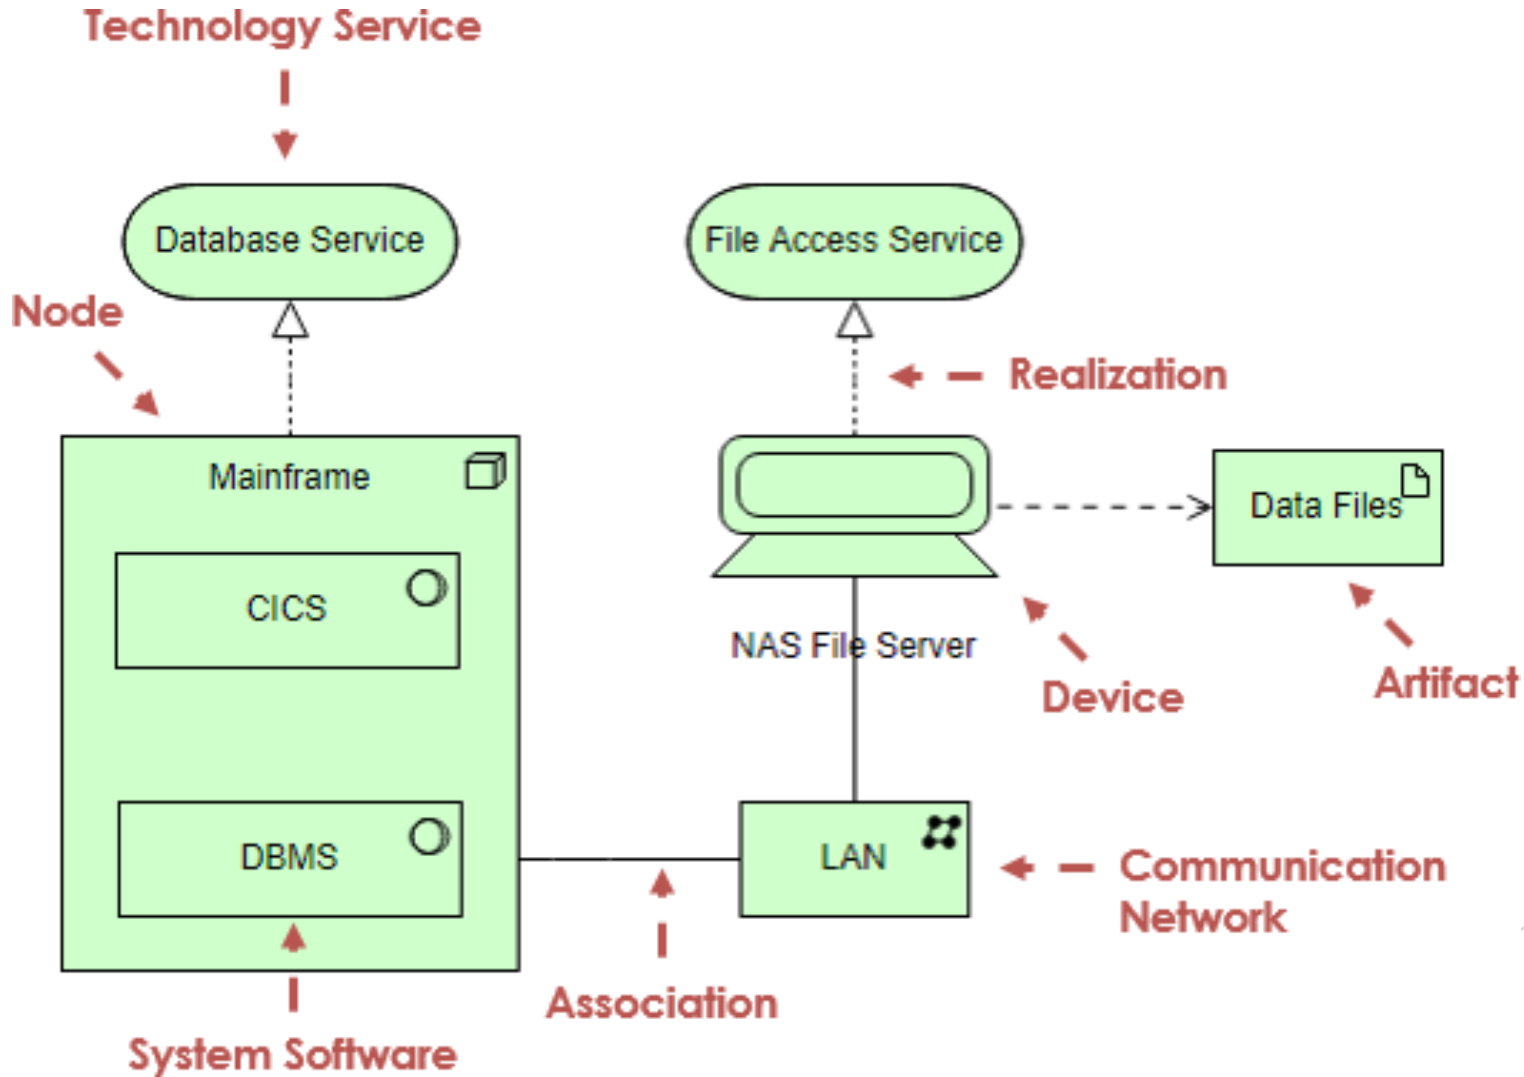 Technology Service
Database Service
File Access Service
Node
Realization
Mainframe
Data Files
CICS
NAS File Server
Device
Artifact
DBMS
LAN
Communication
Network
Association
System Software